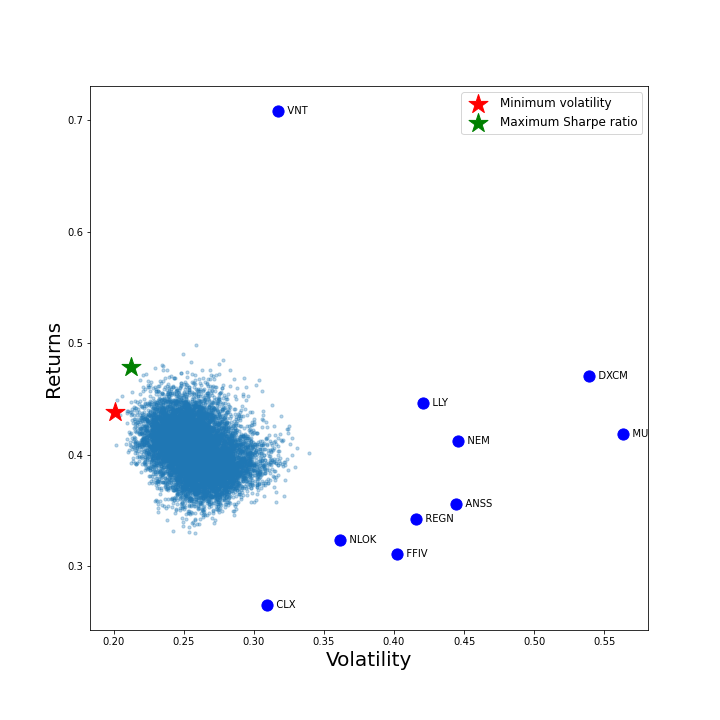 Minimum volatility
Maximum Sharpe ratio
VNT
0.7
0.6
0.5
0.4
0.3
Returns
DXCM
LLY
MU
NEM
ANSS
REGN
NLOK
FFIV
CLX
0.20 0.25 0.30 0.35 0.40 0.45 0.50 0.55
Volatility